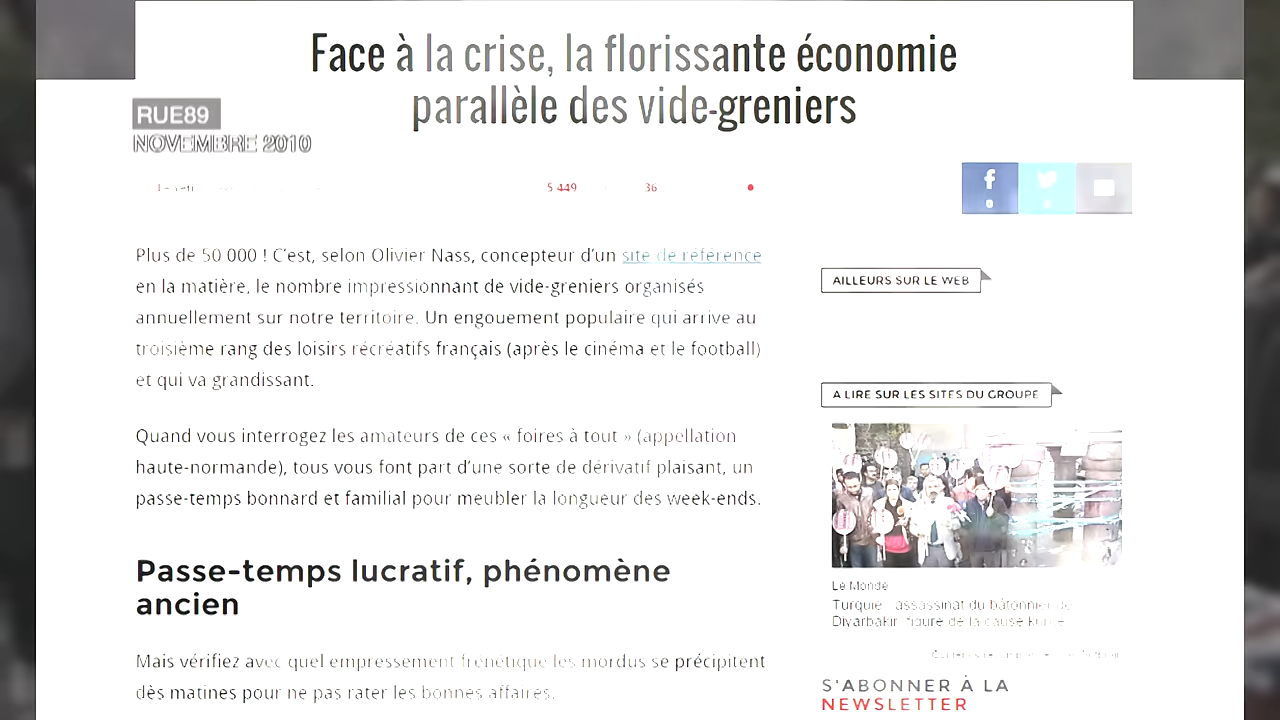 Face à la crise, la florissante économie
parallèle des vide-greniers
RUE89
NOVEMBRE 2010
5 449
36
f
0
Plus de 50 000 ! C'est, selon Olivier Nass, concepteur d'un site de référence
en la matière, le nombre impressionnant de vide-greniers organisés
annuellement sur notre territoire. Un engouement populaire qui arrive au
troisième rang des loisirs récréatifs français (après le cinéma et le football)
et qui va grandissant.
Quand vous interrogez les amateurs de ces « foires à tout » (appellation
haute-normande), tous vous font part d'une sorte de dérivatif plaisant, un
passe-temps bonnard et familial pour meubler la longueur des week-ends.
Passe-temps lucratif, phénomène
ancien
Mais vérifiez avec quel empressement frénétique les mordus se précipitent
dès matines pour ne pas rater les bonnes affaires.
AILLEURS SUR LE WEB
A LIRE SUR LES SITES DU GROUPE
Le Monde
Turquie : assassinat du bâtonnier de
Diyarbakir, figure de la cause kurde
S'ABONNER À LA
NEWSLETTER